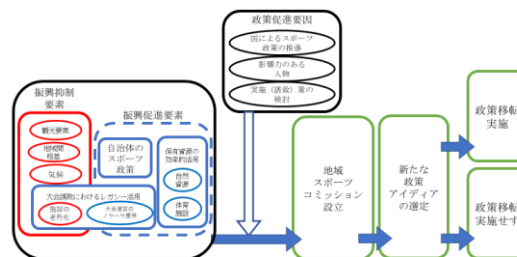 政策促進要因
国によるスポーツ
政策の推進
影響力のある
人物
実施（誘致）策の
検討
振興抑制
要素
観光要素
地域間
格差
気候
振興促進要素
自治体の
スポーツ
政策
保有資源の
効率的活用
自然
資源
体育
施設
大会誘致におけるレガシー活用
施設の
老朽化
大会運営の
ノウハウ獲得
地域
スポーツ
コミッション
設立
新たな
政策
アイディア
の選定
政策移転
実施
政策移転
実施せず